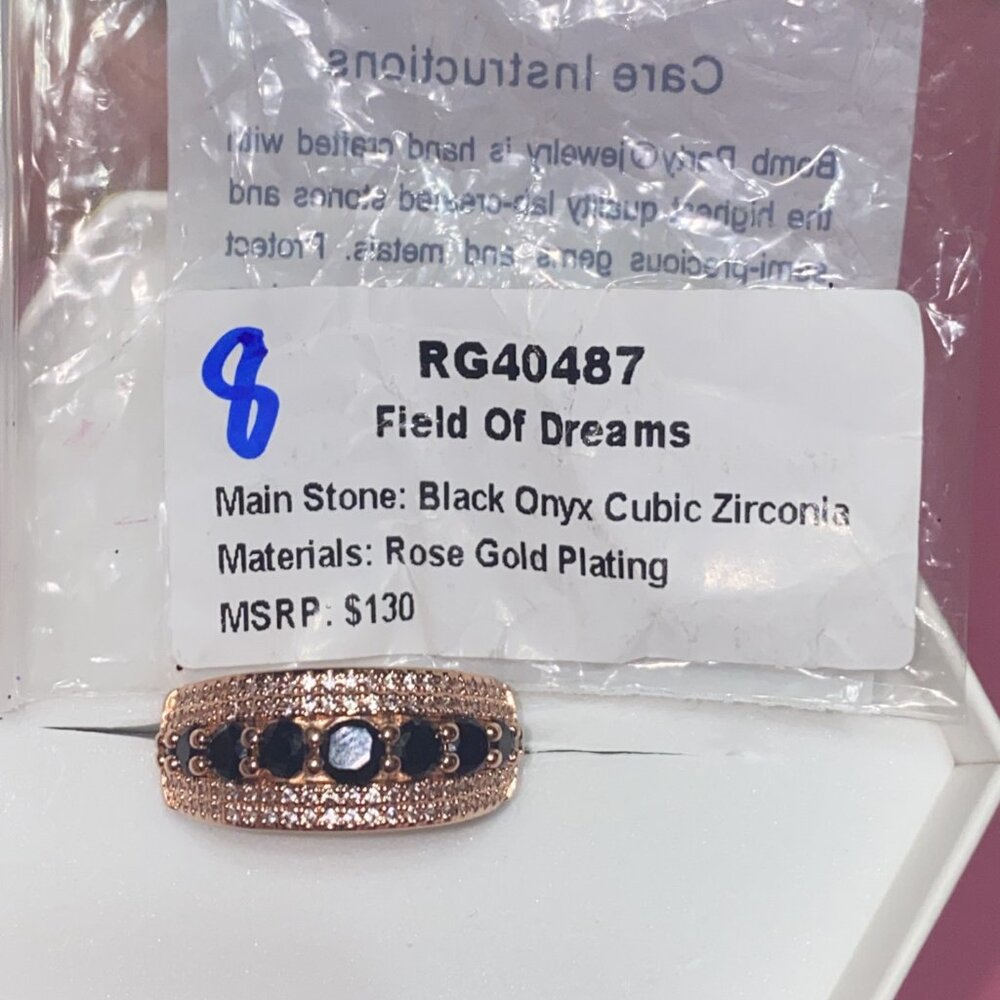 Care Instructions
Bomb Party® jewelry is hand crafted with
the highest quality lab-created stones and
semi-precious gems and metals. Protect
8
RG40487
Field Of Dreams
Main Stone: Black Onyx Cubic Zirconia
Materials: Rose Gold Plating
MSRP: $130